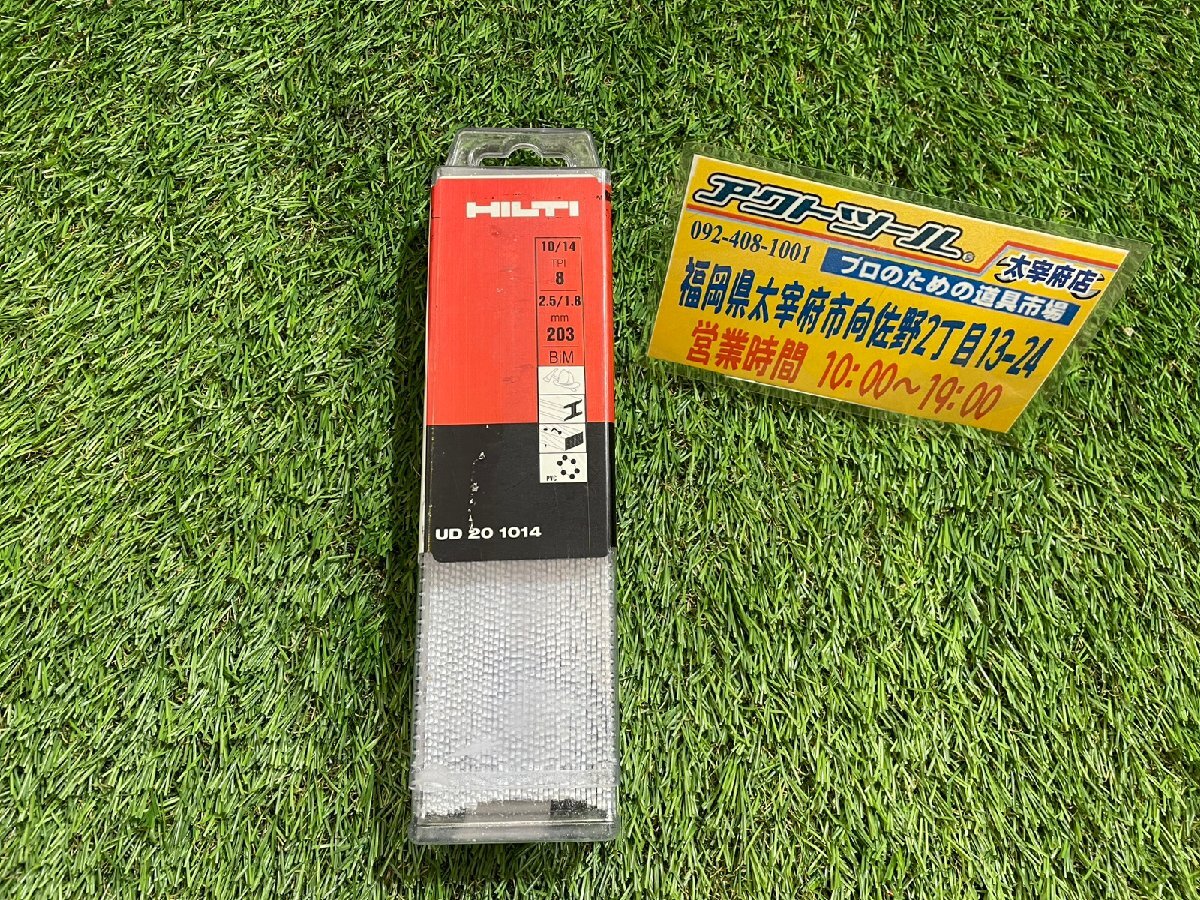 HILTI
10/14
TPI
8
2.5/1.8
mm
203
BiM
PVC
UD 20 1014
アクトツール
太宰府店
092-408-1001
プロのための道具市場
福岡県太宰府市向佐野2丁目13-24
営業時間 10:00～19:00